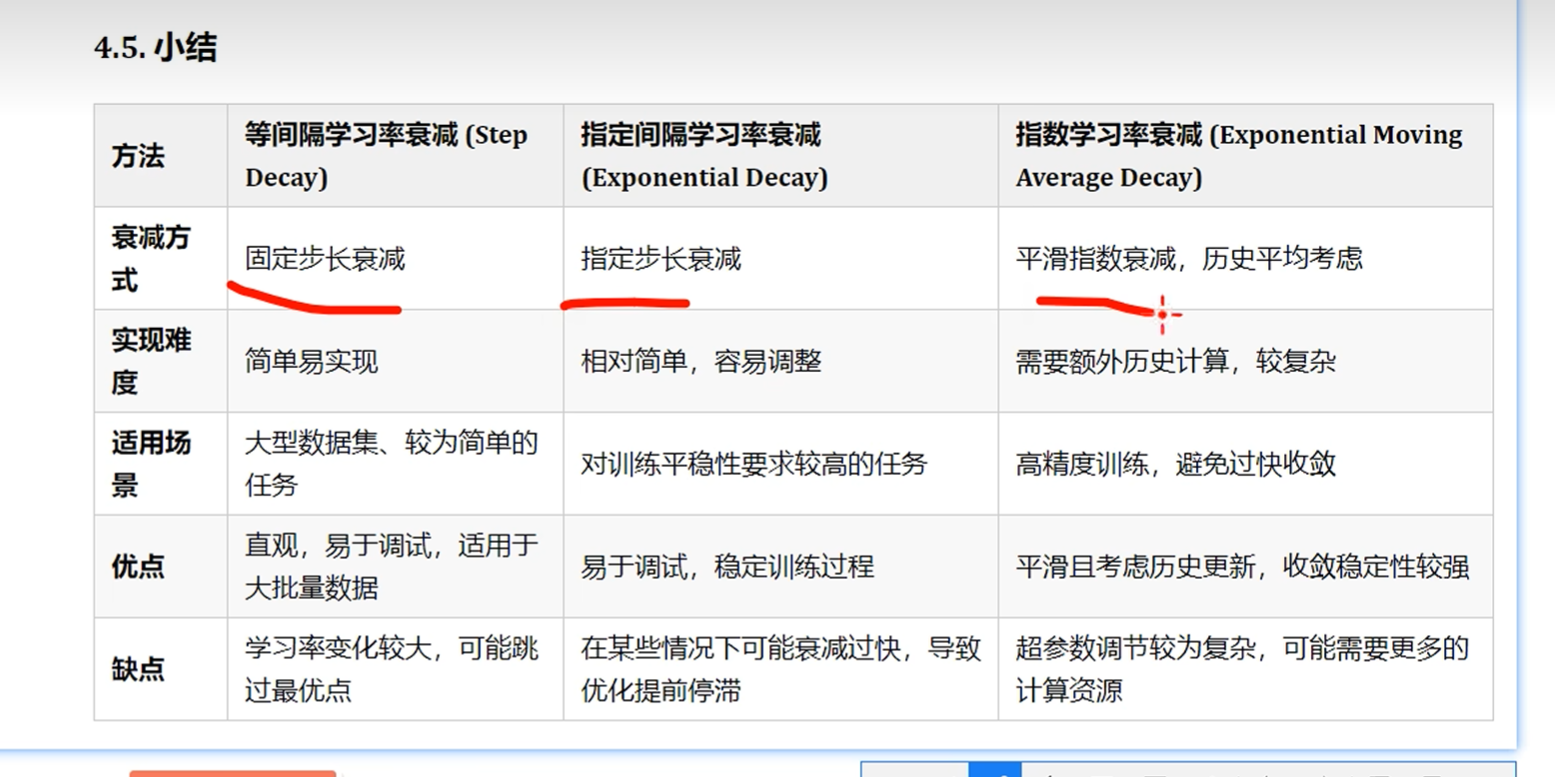 4.5. 小结
方法
等间隔学习率衰减 (Step
Decay)
指定间隔学习率衰减
(Exponential Decay)
指数学习率衰减 (Exponential Moving
Average Decay)
衰减方
式
固定步长衰减
指定步长衰减
平滑指数衰减，历史平均考虑
实现难
度
简单易实现
相对简单，容易调整
需要额外历史计算，较复杂
适用场
景
大型数据集、较为简单的
任务
对训练平稳性要求较高的任务
高精度训练，避免过快收敛
优点
直观，易于调试，适用于
大批量数据
易于调试，稳定训练过程
平滑且考虑历史更新，收敛稳定性较强
缺点
学习率变化较大，可能跳
过最优点
在某些情况下可能衰减过快，导致
优化提前停滞
超参数调节较为复杂，可能需要更多的
计算资源